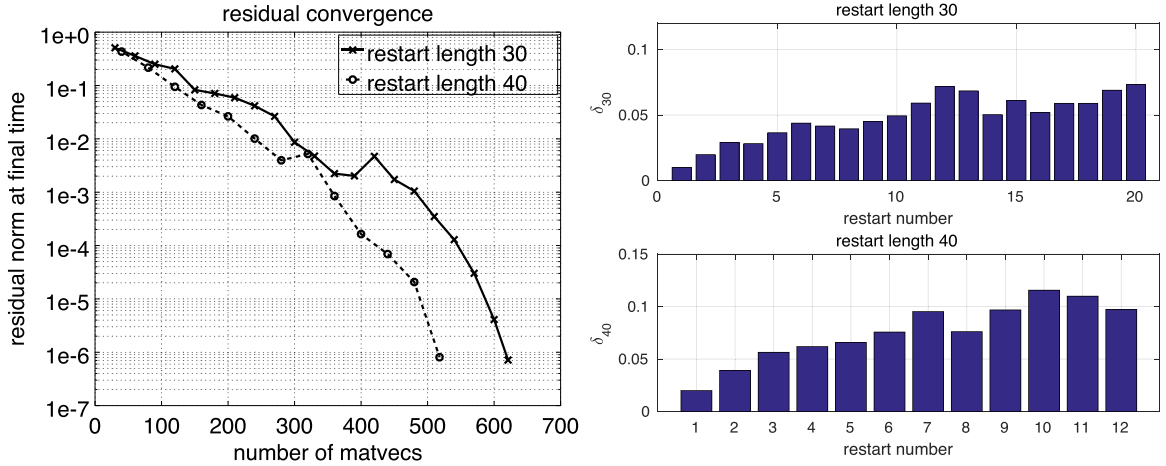 residual convergence
1e+0
1e-1
1e-2
1e-3
1e-4
1e-5
1e-6
1e-7
residual norm at final time
restart length 30
restart length 40
0 100 200 300 400 500 600 700
number of matvecs
restart length 30
0.1
0.05
0
δ30
0 5 10 15 20
restart number
restart length 40
0.15
0.1
0.05
0
δ40
1 2 3 4 5 6 7 8 9 10 11 12
restart number